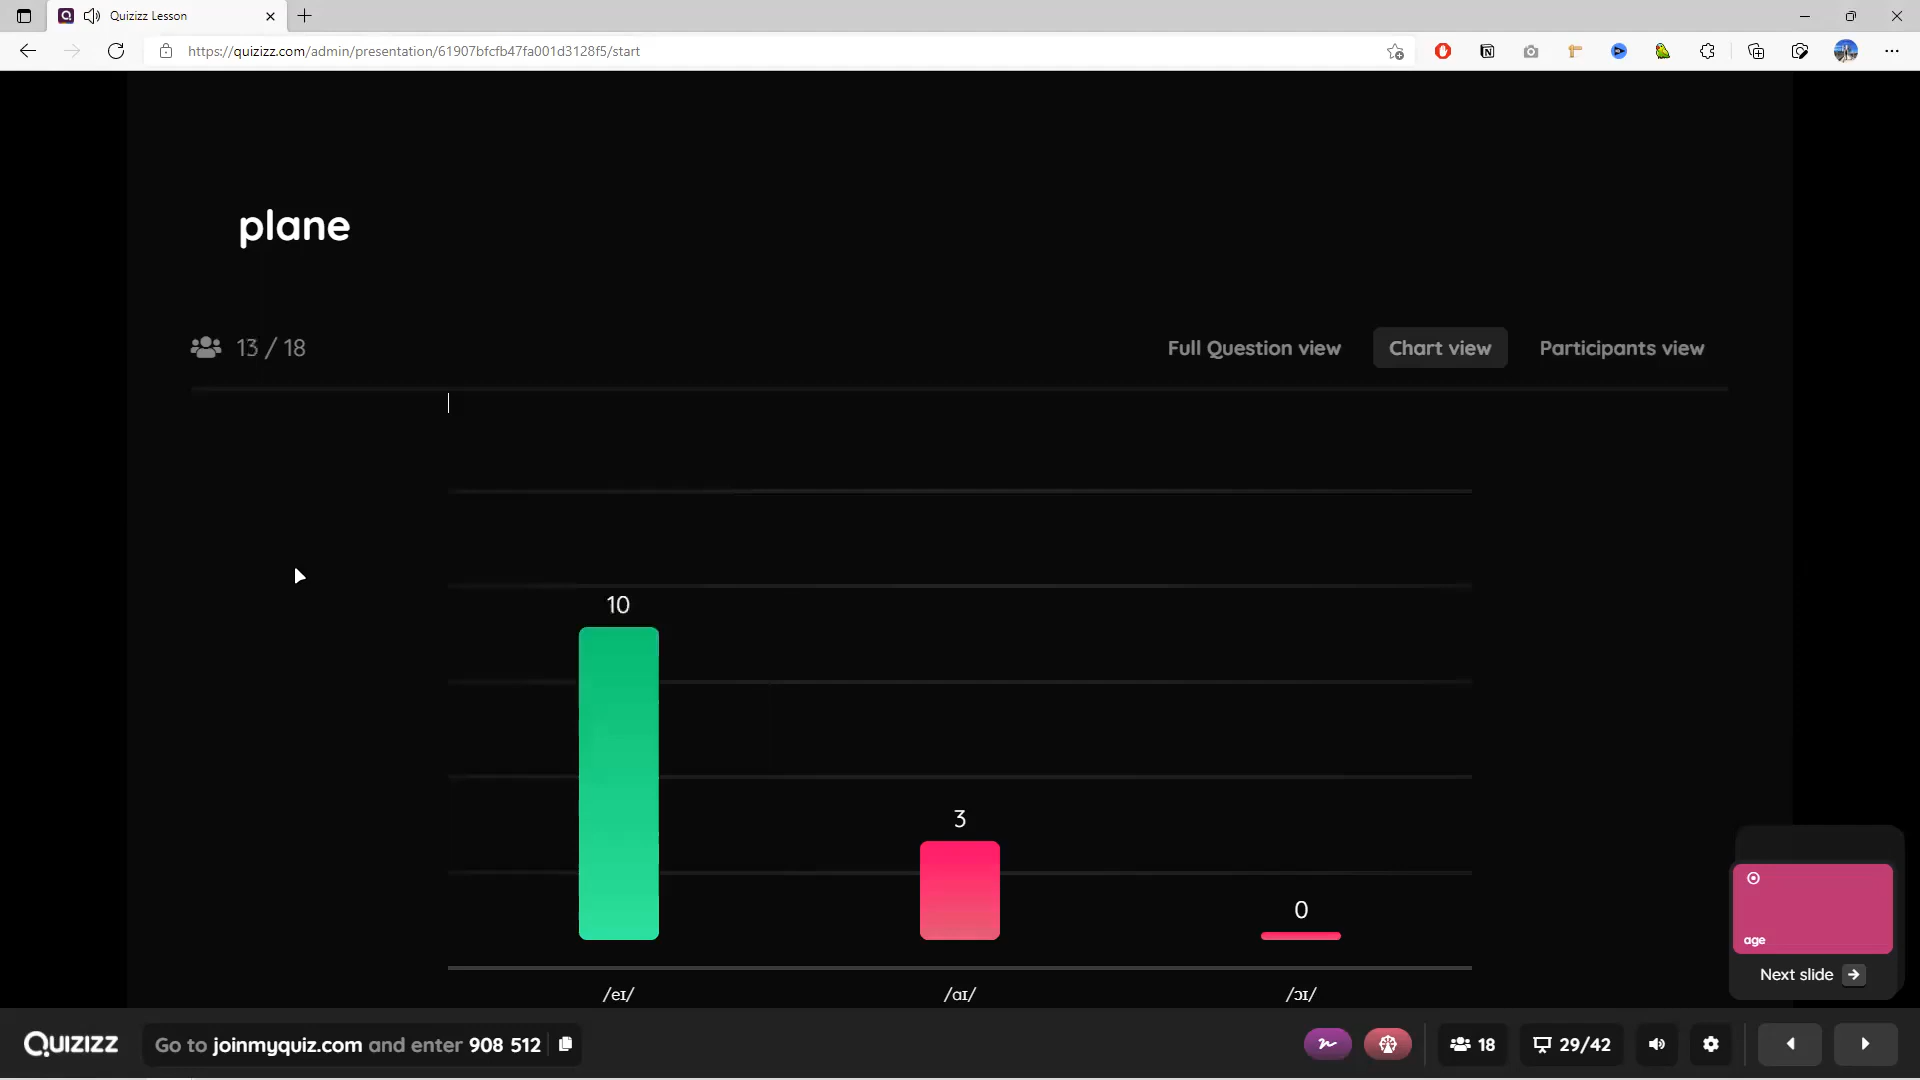 Quizizz Lesson
https://quizizz.com/admin/presentation/61907bfcfb47fa001d3128f5/start
plane
13 / 18
Full Question view
Chart view
Participants view
10
3
0
/eɪ/
/aɪ/
/ɔɪ/
age
Next slide
Quizizz
Go to joinmyquiz.com and enter 908 512
18
29/42